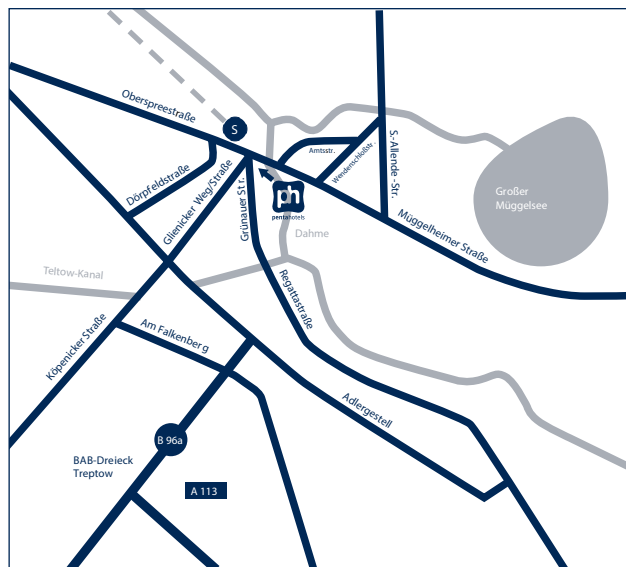 Oberspreestraße
S
Amtsstr.
Wendenschloßstr.
S.-Allende -Str.
Dörpfeldstraße
Glienicker Weg/Straße
Grünauer Str.
ph
pentahotels
Großer
Müggelsee
Müggelheimer Straße
Dahme
Teltow-Kanal
Regattastraße
Köpenicker Straße
Am Falkenberg
Adlergestell
B 96a
BAB-Dreieck
Treptow
A 113